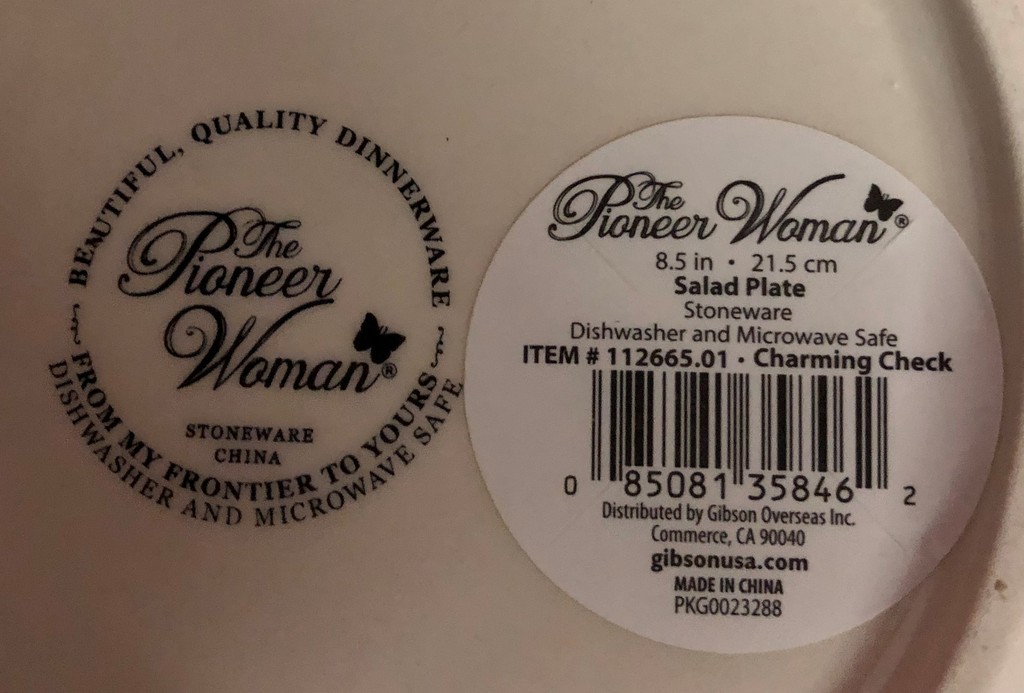 BEAUTIFUL, QUALITY DINNERWARE
The
Pioneer
Woman®
STONEWARE
CHINA
FROM MY FRONTIER TO YOURS
DISHWASHER AND MICROWAVE SAFE
The
Pioneer Woman®
8.5 in • 21.5 cm
Salad Plate
Stoneware
Dishwasher and Microwave Safe
ITEM # 112665.01 • Charming Check
0 85081 35846 2
Distributed by Gibson Overseas Inc.
Commerce, CA 90040
gibsonusa.com
MADE IN CHINA
PKG0023288